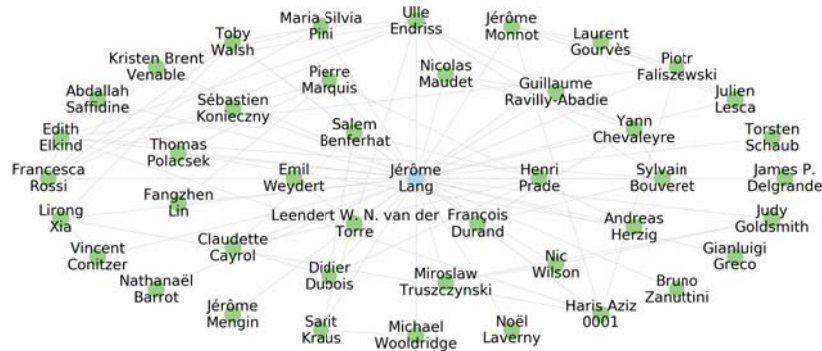 Maria Silvia
Pini
Ulle
Endriss
Jérôme
Monnot
Toby
Walsh
Laurent
Gourvès
Kristen Brent
Venable
Pierre
Marquis
Nicolas
Maudet
Guillaume
Ravilly-Abadie
Piotr
Faliszewski
Abdallah
Saffidine
Sébastien
Konieczny
Julien
Lesca
Edith
Elkind
Thomas
Polacsek
Salem
Benferhat
Yann
Chevaleyre
Torsten
Schaub
Francesca
Rossi
Emil
Weydert
Jérôme
Lang
Henri
Prade
Sylvain
Bouveret
James P.
Delgrande
Lirong
Xia
Fangzhen
Lin
Leendert W. N. van der
Torre
François
Durand
Andreas
Herzig
Judy
Goldsmith
Vincent
Conitzer
Claudette
Cayrol
Nic
Wilson
Gianluigi
Greco
Nathanaël
Barrot
Didier
Dubois
Miroslaw
Truszczynski
Bruno
Zanuttini
Jérôme
Mengin
Sarit
Kraus
Michael
Wooldridge
Noël
Laverny
Haris Aziz
0001